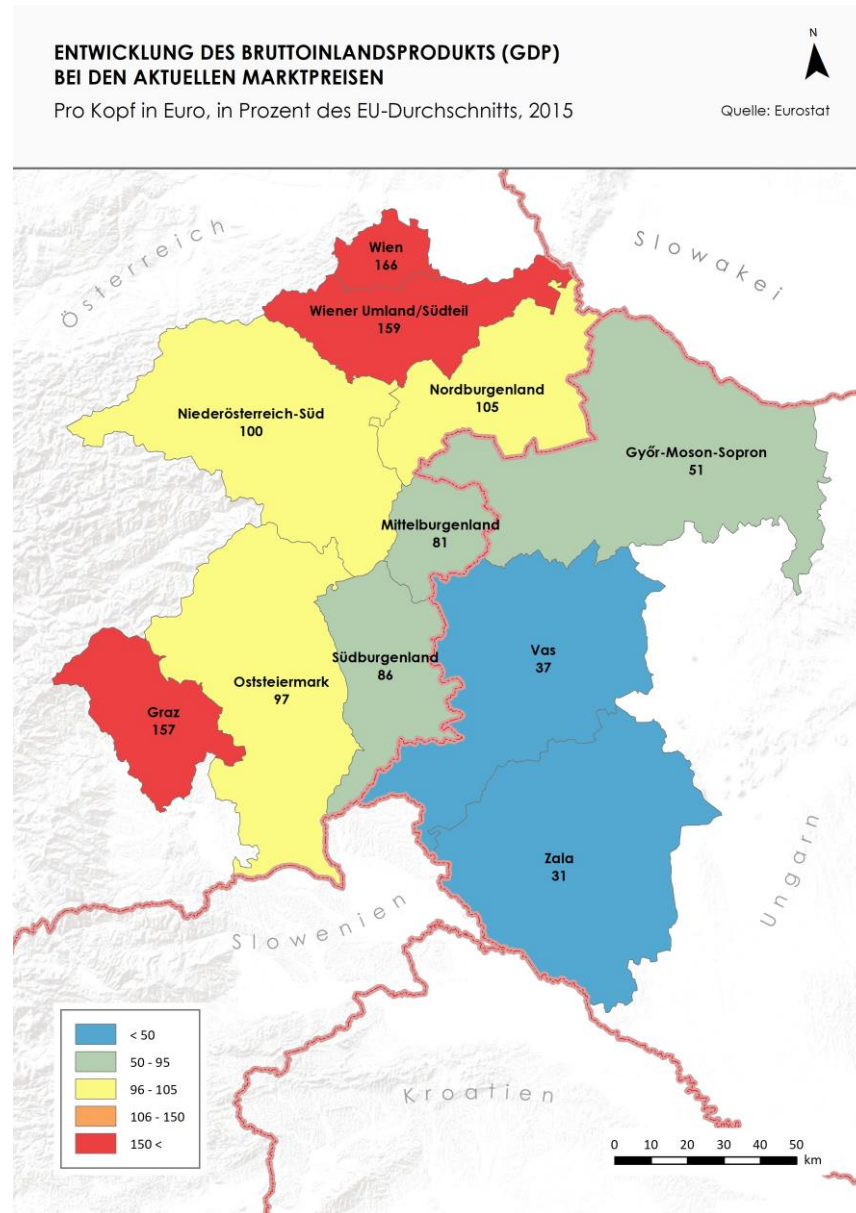 ENTWICKLUNG DES BRUTTOINLANDSPRODUKTS (GDP)
BEI DEN AKTUELLEN MARKTPREISEN
Pro Kopf in Euro, in Prozent des EU-Durchschnitts, 2015
N
Quelle: Eurostat
Österreich
Slowakei
Wien
166
Wiener Umland/Südteil
159
Nordburgenland
105
Niederösterreich-Süd
100
Győr-Moson-Sopron
51
Mittelburgenland
81
Südburgenland
86
Vas
37
Oststeiermark
97
Graz
157
Zala
31
Ungarn
Slowenien
Kroatien
< 50
50 - 95
96 - 105
106 - 150
150 <
0 10 20 30 40 50
km